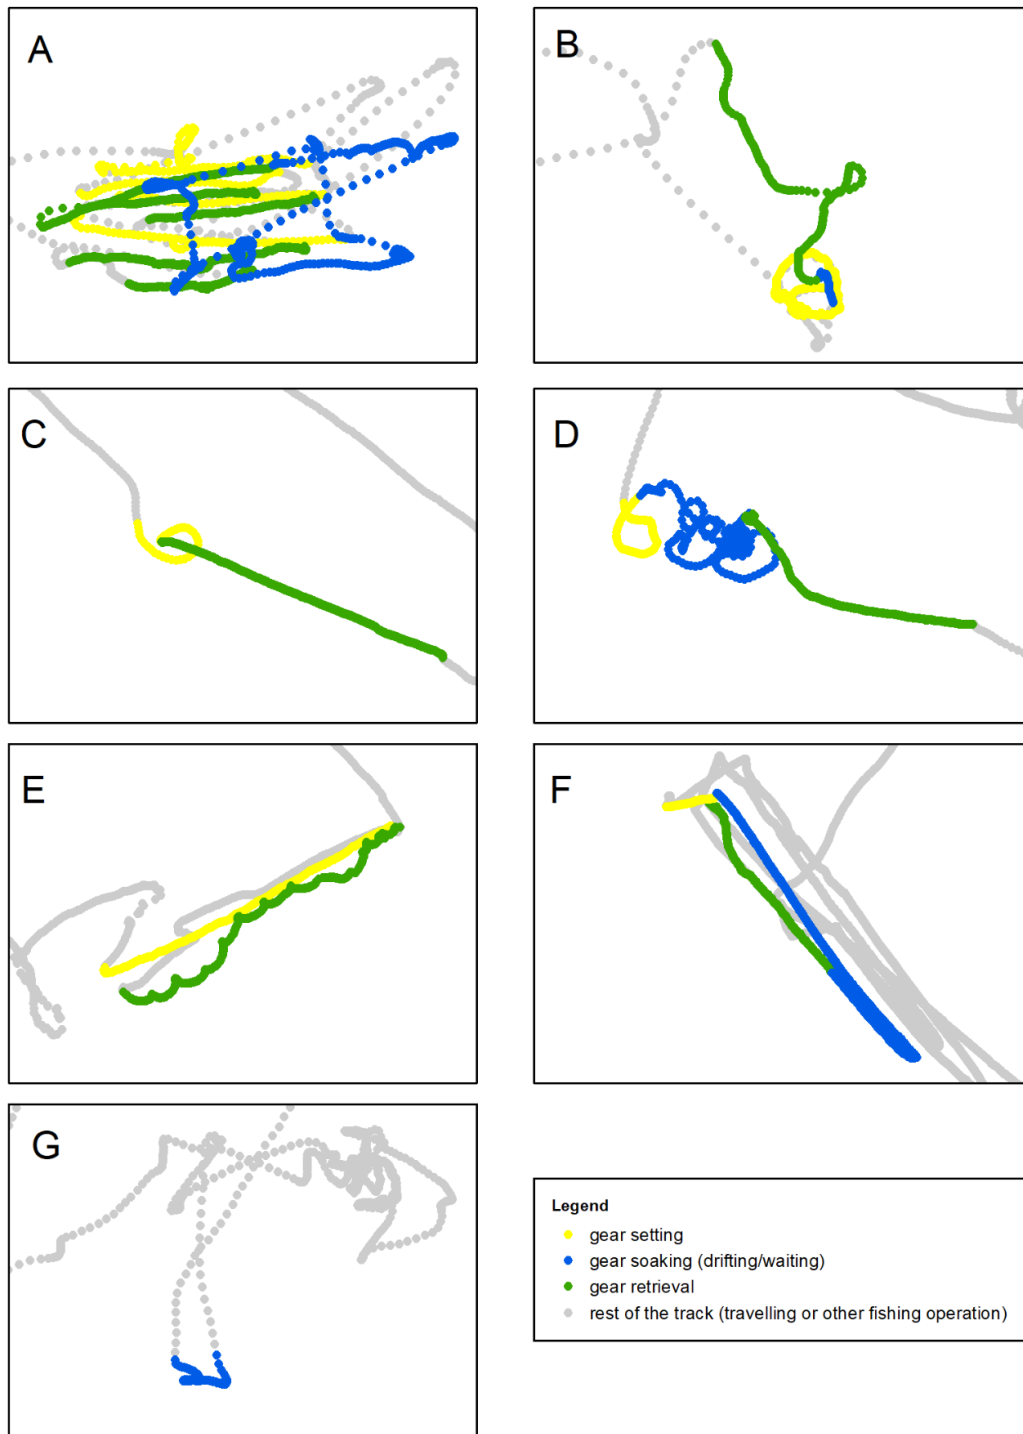 A
B
C
D
E
F
G
Legend
gear setting
gear soaking (drifting/waiting)
gear retrieval
rest of the track (travelling or other fishing operation)